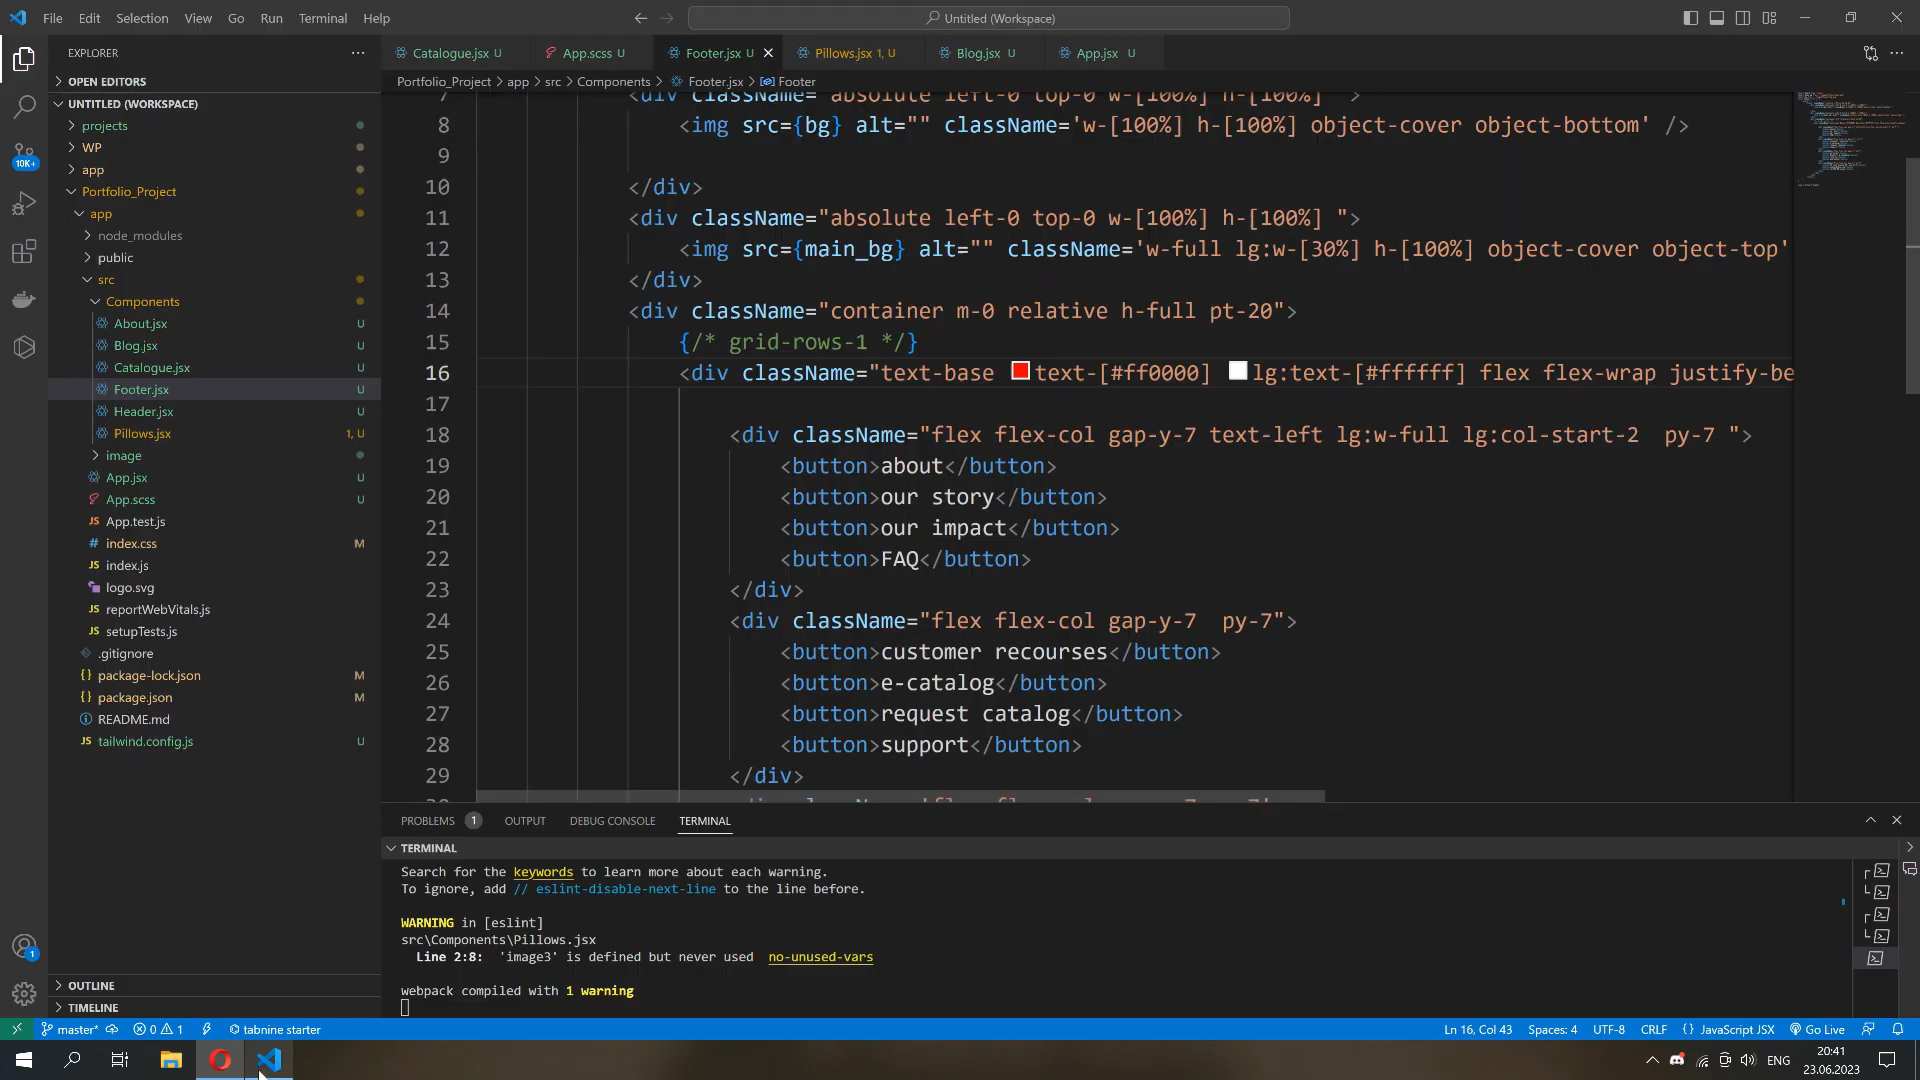 File Edit Selection View Go Run Terminal Help
Untitled (Workspace)
EXPLORER
OPEN EDITORS
UNTITLED (WORKSPACE)
projects
WP
app
Portfolio_Project
app
node_modules
public
src
Components
About.jsx U
Blog.jsx U
Catalogue.jsx U
Footer.jsx U
Header.jsx U
Pillows.jsx 1, U
image
App.jsx U
App.scss U
App.test.js
index.css M
index.js
logo.svg
reportWebVitals.js
setupTests.js
.gitignore
package-lock.json M
package.json M
README.md
tailwind.config.js U
OUTLINE
TIMELINE
10K+
1
Catalogue.jsx U App.scss U Footer.jsx U Pillows.jsx 1, U Blog.jsx U App.jsx U
Portfolio_Project > app > src > Components > Footer.jsx > Footer
7 <div className="absolute left-0 top-0 w-[100%] h-[100%] ">
8 <img src={bg} alt="" className='w-[100%] h-[100%] object-cover object-bottom' />
9
10 </div>
11 <div className="absolute left-0 top-0 w-[100%] h-[100%] ">
12 <img src={main_bg} alt="" className='w-full lg:w-[30%] h-[100%] object-cover object-top'
13 </div>
14 <div className="container m-0 relative h-full pt-20">
15 {/* grid-rows-1 */}
16 <div className="text-base text-[#ff0000] lg:text-[#ffffff] flex flex-wrap justify-be
17
18 <div className="flex flex-col gap-y-7 text-left lg:w-full lg:col-start-2  py-7 ">
19 <button>about</button>
20 <button>our story</button>
21 <button>our impact</button>
22 <button>FAQ</button>
23 </div>
24 <div className="flex flex-col gap-y-7  py-7">
25 <button>customer recourses</button>
26 <button>e-catalog</button>
27 <button>request catalog</button>
28 <button>support</button>
29 </div>
PROBLEMS 1 OUTPUT DEBUG CONSOLE TERMINAL
TERMINAL
Search for the keywords to learn more about each warning.
To ignore, add // eslint-disable-next-line to the line before.
WARNING in [eslint]
src\Components\Pillows.jsx
Line 2:8:  'image3' is defined but never used  no-unused-vars
webpack compiled with 1 warning
master* 0 1 tabnine starter Ln 16, Col 43 Spaces: 4 UTF-8 CRLF {} JavaScript JSX Go Live
ENG 20:41
23.06.2023